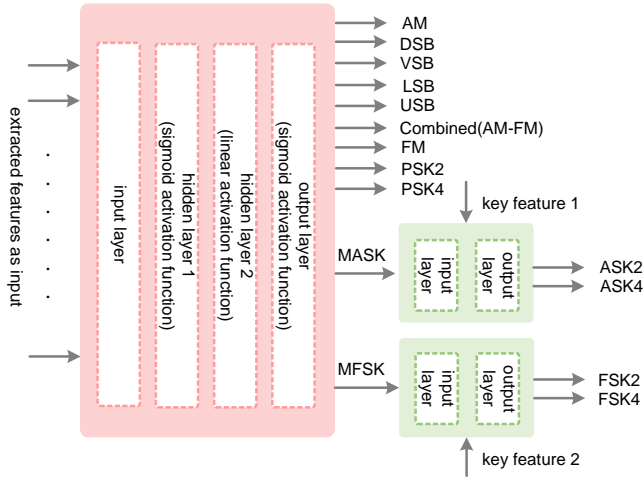 extracted features as input
input layer
hidden layer 1
(sigmoid activation function)
hidden layer 2
(linear activation function)
output layer
(sigmoid activation function)
AM
DSB
VSB
LSB
USB
Combined(AM-FM)
FM
PSK2
PSK4
key feature 1
MASK
input
layer
output
layer
ASK2
ASK4
MFSK
input
layer
output
layer
FSK2
FSK4
key feature 2